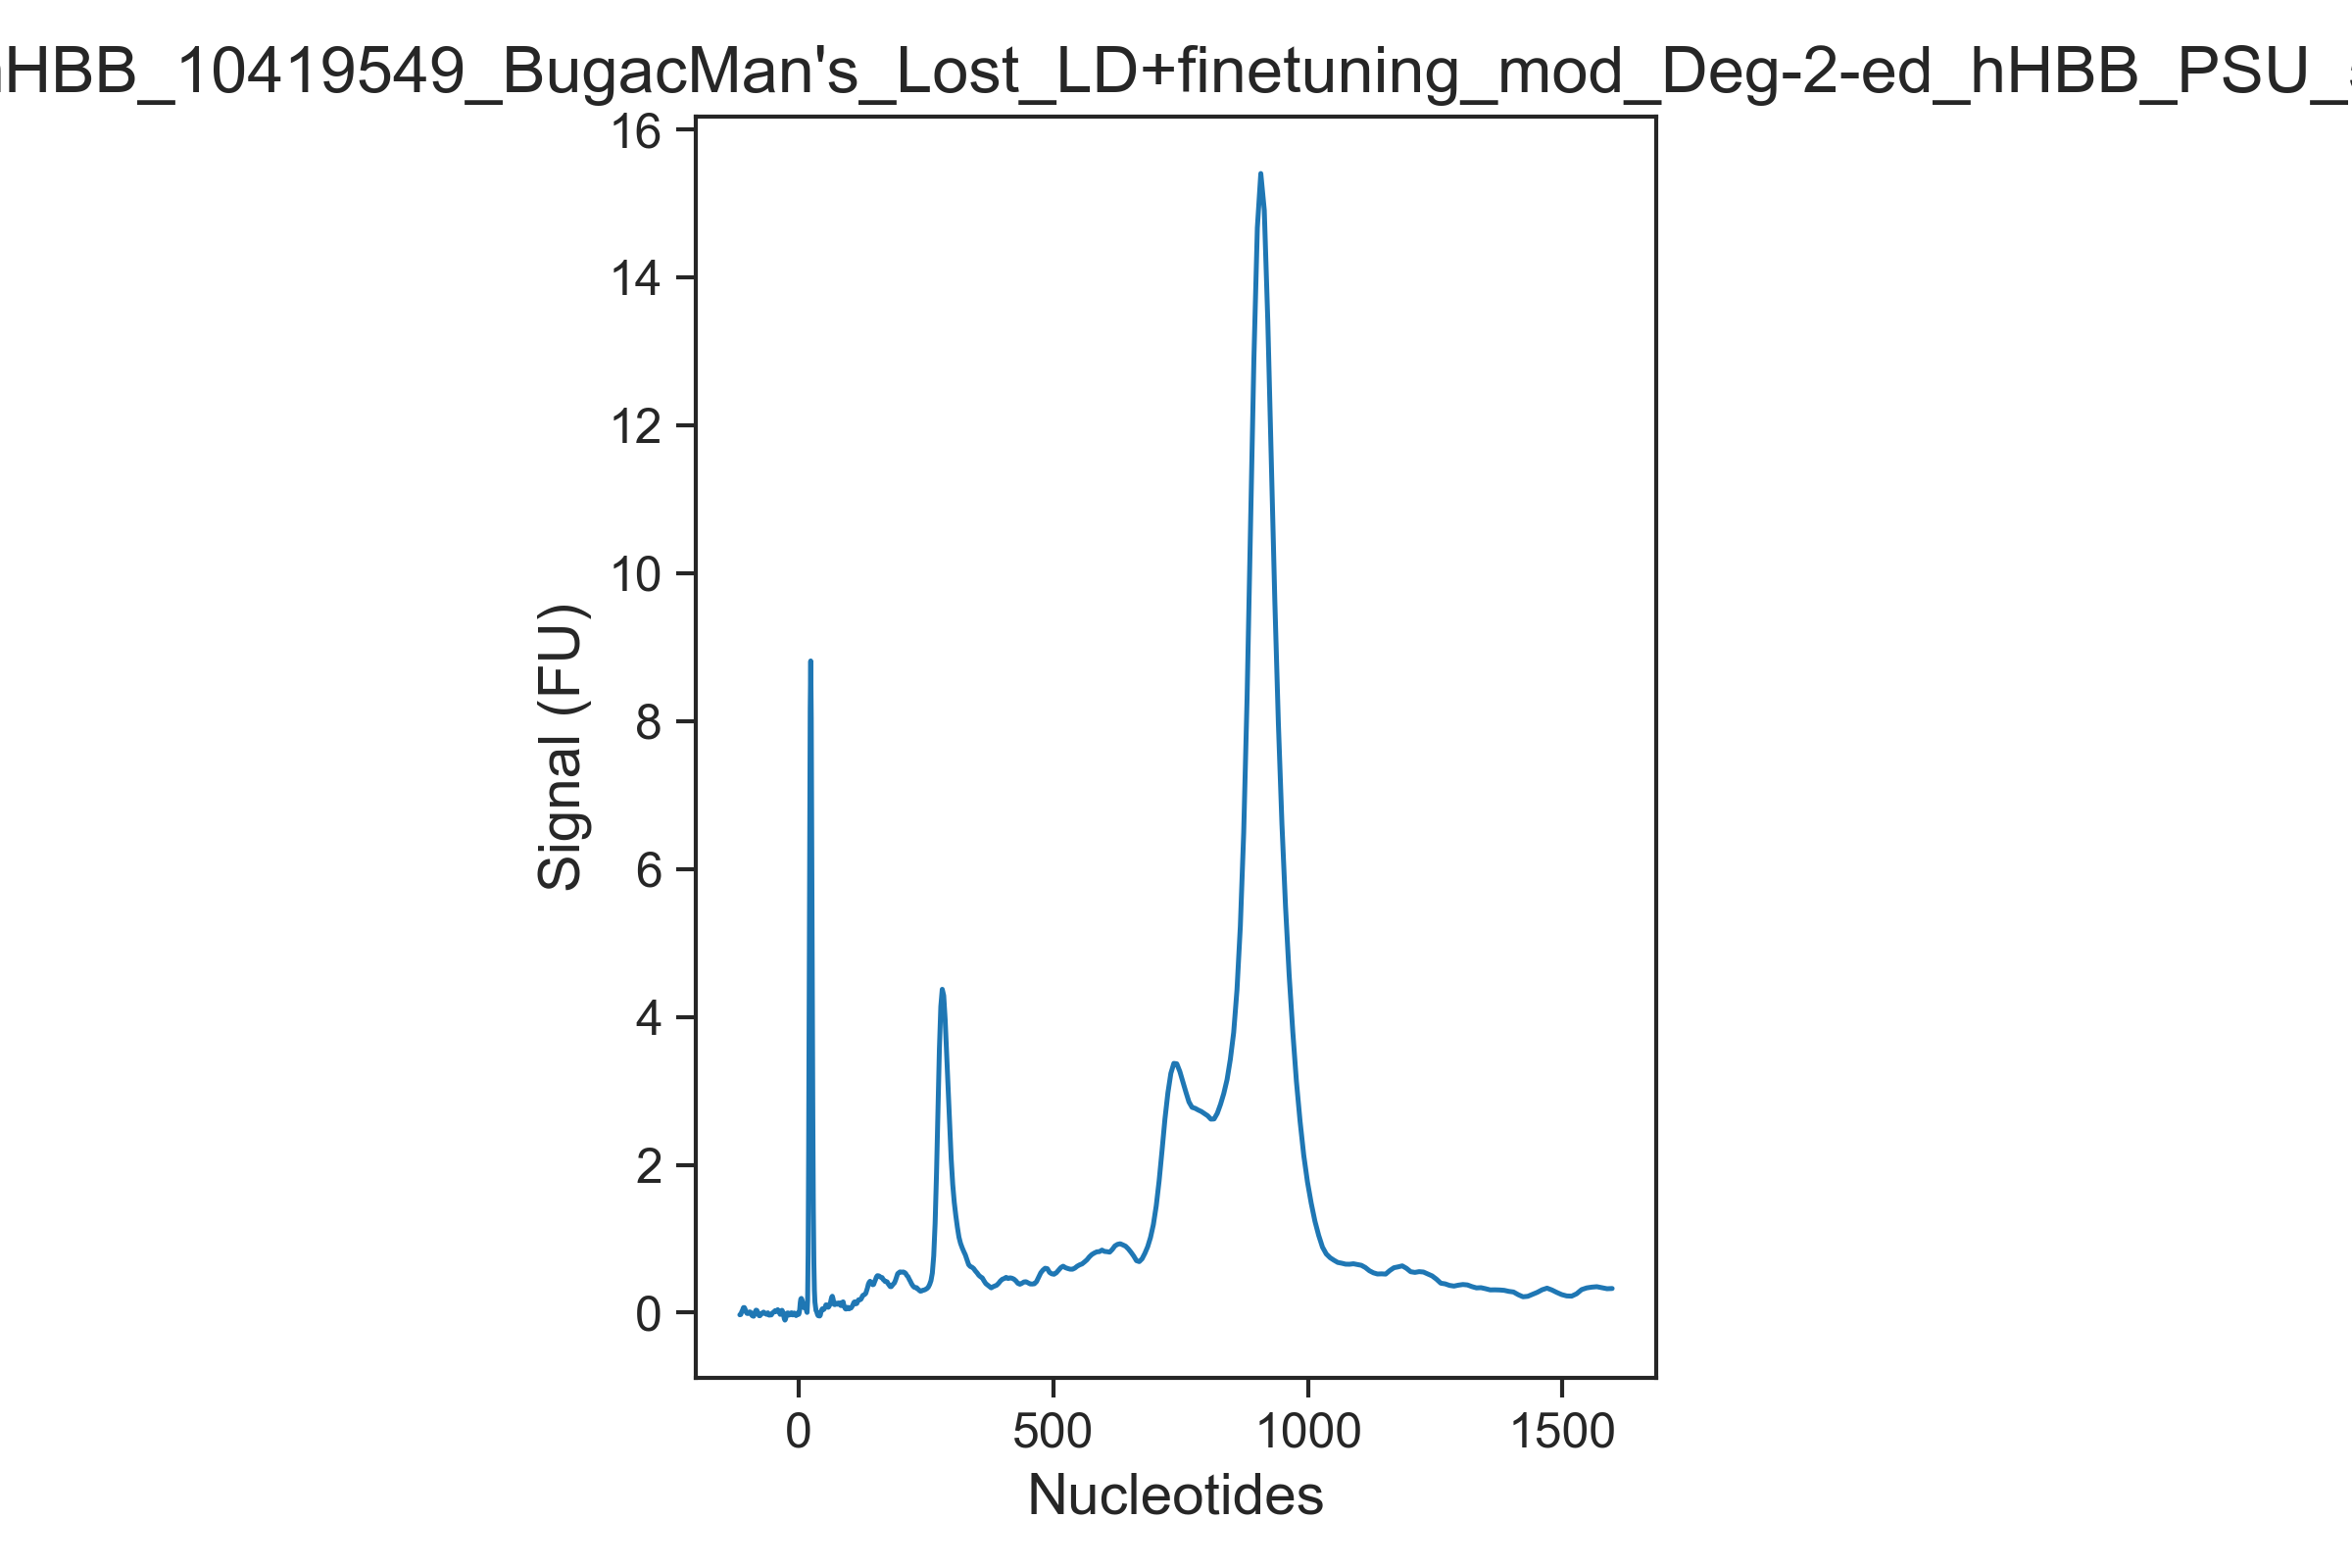 HBB_10419549_BugacMan's_Lost_LD+finetuning_mod_Deg-2-ed_hHBB_PSU_
16
14
12
10
8
6
4
2
0
Signal (FU)
0 500 1000 1500
Nucleotides